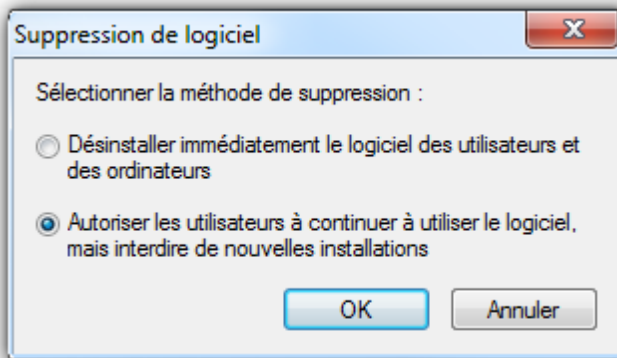 Suppression de logiciel
Sélectionner la méthode de suppression :
Désinstaller immédiatement le logiciel des utilisateurs et
des ordinateurs
Autoriser les utilisateurs à continuer à utiliser le logiciel,
mais interdire de nouvelles installations
OK Annuler